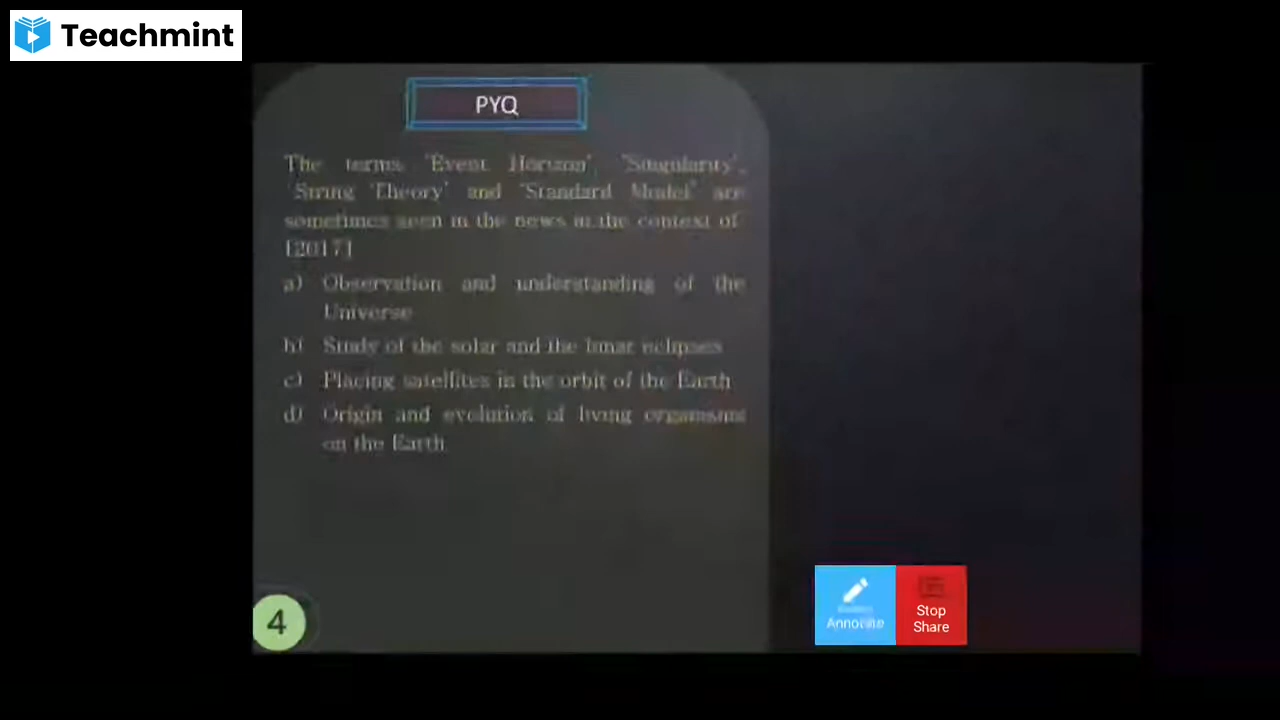 Teachmint
PYQ
The terms 'Event Horizon', 'Singularity',
'String Theory' and 'Standard Model' are
sometimes seen in the news in the context of
[2017]
a) Observation and understanding of the
Universe
b) Study of the solar and the lunar eclipses
c) Placing satellites in the orbit of the Earth
d) Origin and evolution of living organisms
on the Earth
4
Annotate
Stop
Share